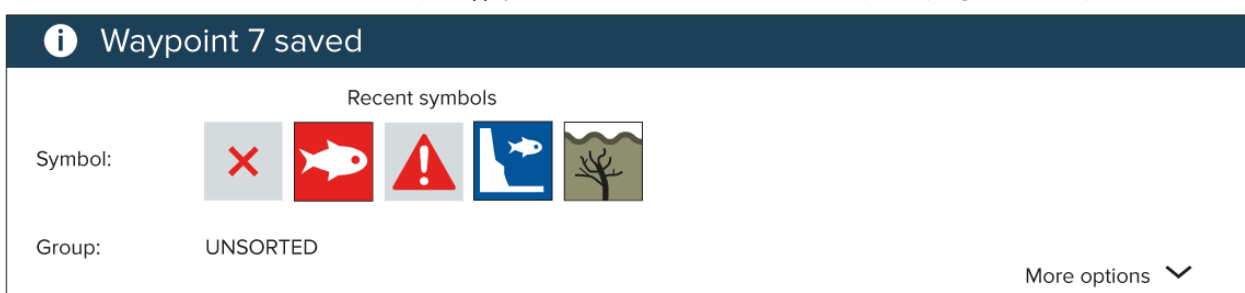 Waypoint 7 saved
Recent symbols
Symbol:
Group: UNSORTED
More options